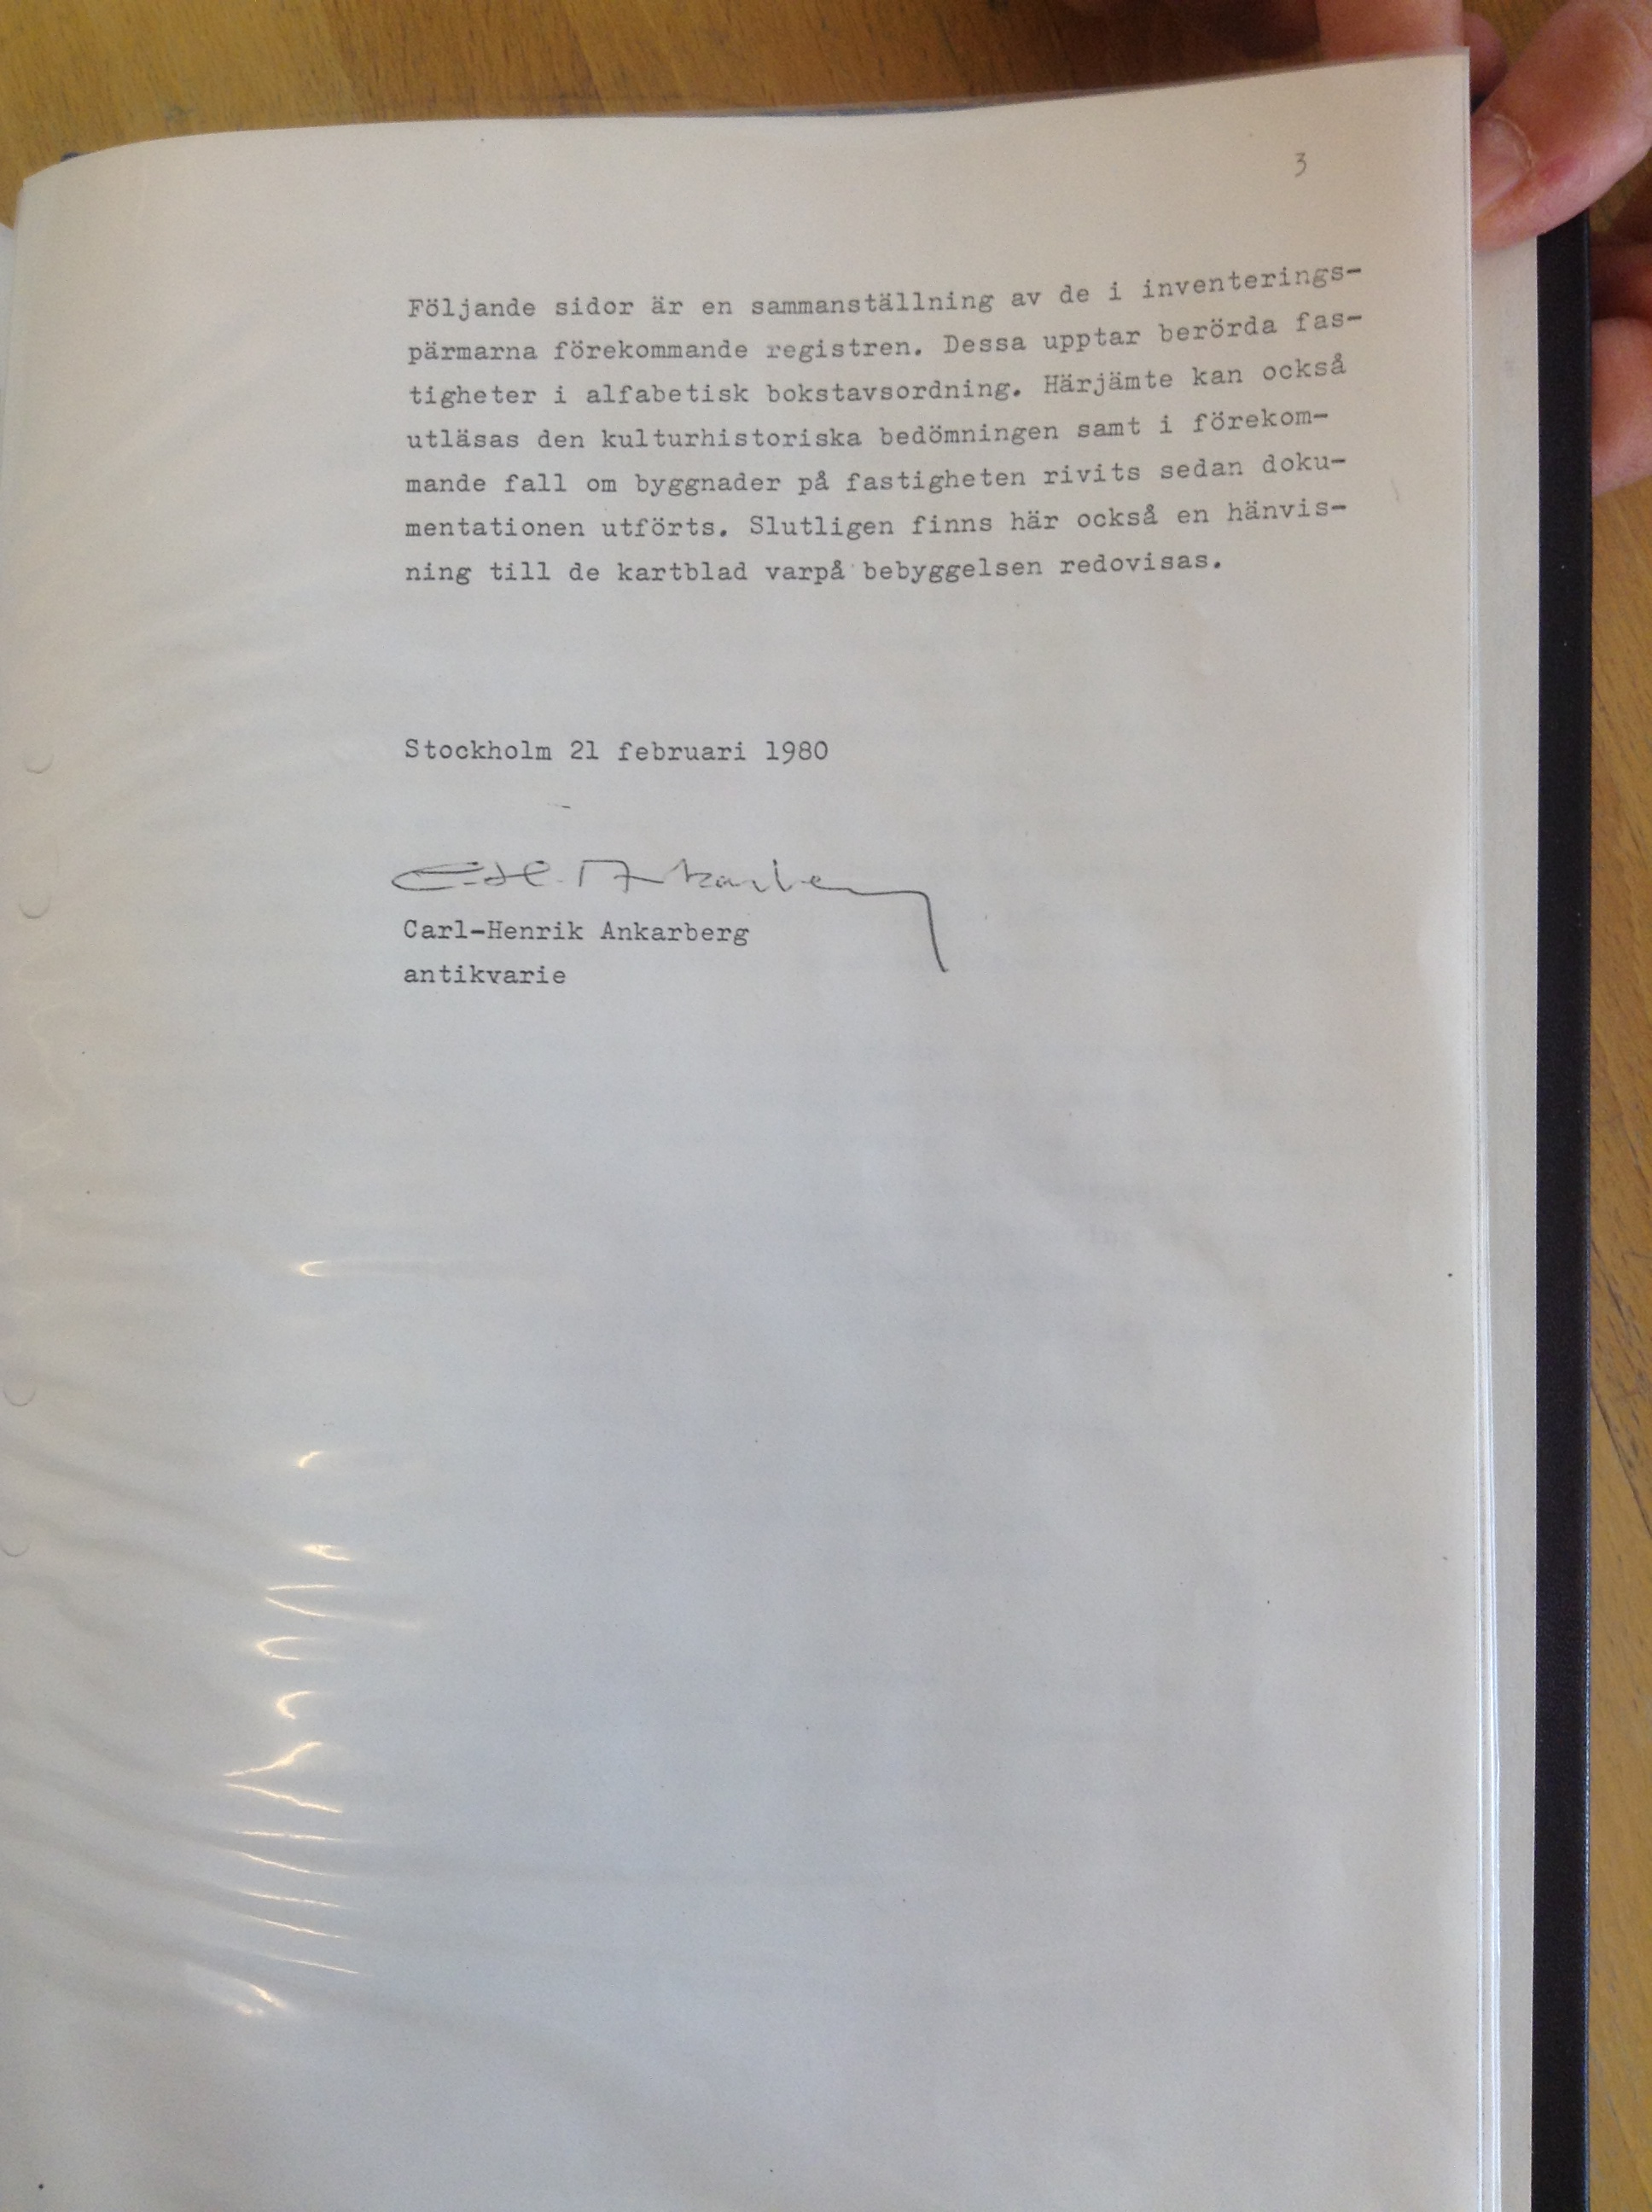 3
Följande sidor är en sammanställning av de i inventerings-
pärmarna förekommande registren. Dessa upptar berörda fas-
tigheter i alfabetisk bokstavsordning. Härjämte kan också
utläsas den kulturhistoriska bedömningen samt i förekom-
mande fall om byggnader på fastigheten rivits sedan doku-
mentationen utförts. Slutligen finns här också en hänvis-
ning till de kartblad varpå bebyggelsen redovisas.
Stockholm 21 februari 1980
C-H. Ankarberg
Carl-Henrik Ankarberg
antikvarie